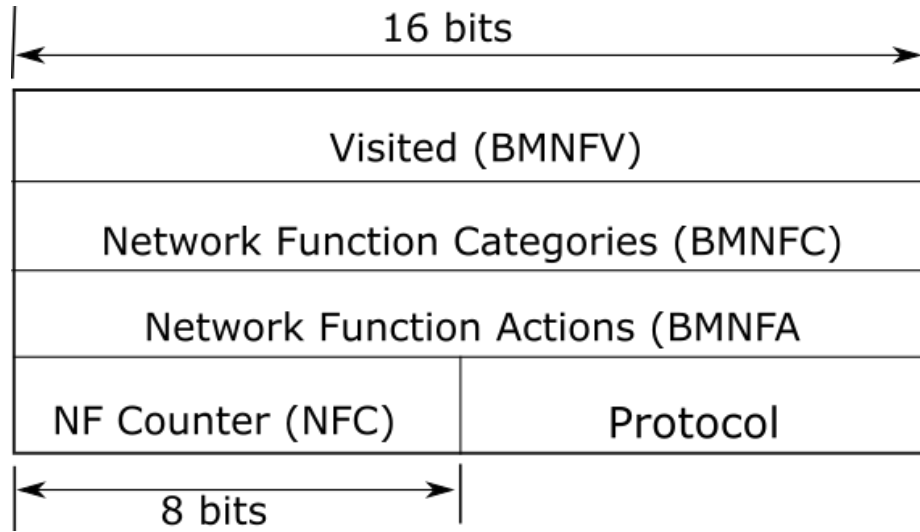 16 bits
Visited (BMNFV)
Network Function Categories (BMNFC)
Network Function Actions (BMNFA
NF Counter (NFC) Protocol
8 bits